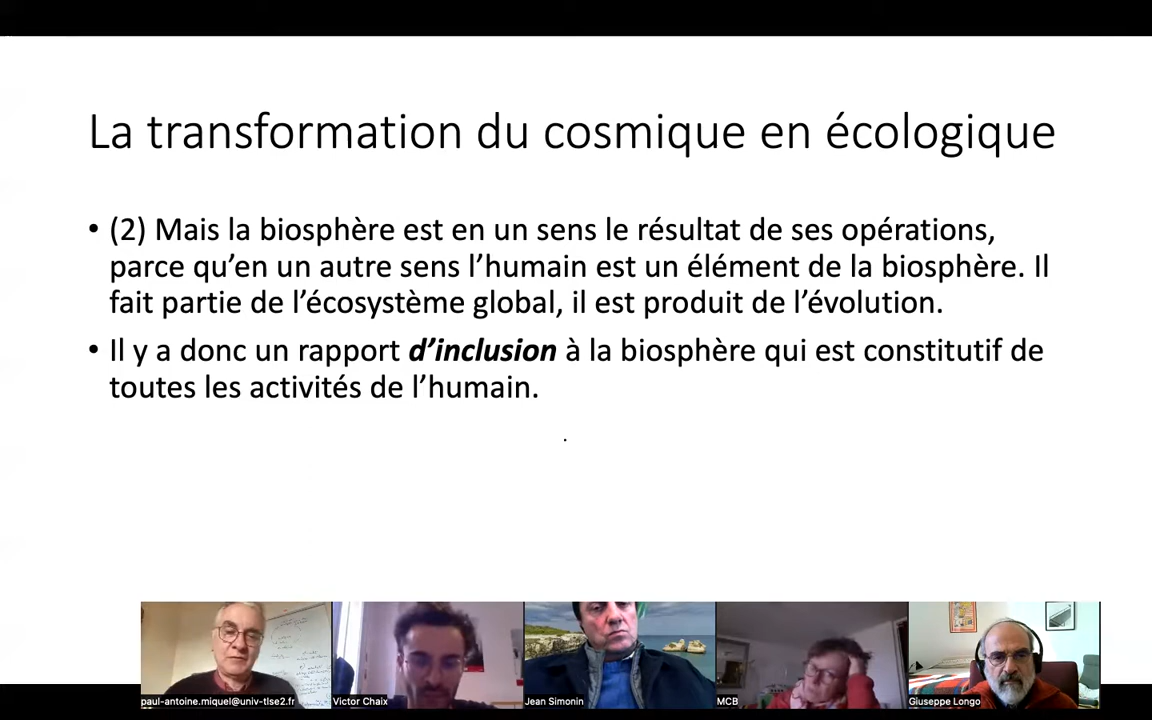 La transformation du cosmique en écologique
• (2) Mais la biosphère est en un sens le résultat de ses opérations,
parce qu’en un autre sens l’humain est un élément de la biosphère. Il
fait partie de l’écosystème global, il est produit de l’évolution.
• Il y a donc un rapport d’inclusion à la biosphère qui est constitutif de
toutes les activités de l’humain.
paul-antoine.miquel@univ-tlse2.fr
Victor Chaix
Jean Simonin
MCB
Giuseppe Longo